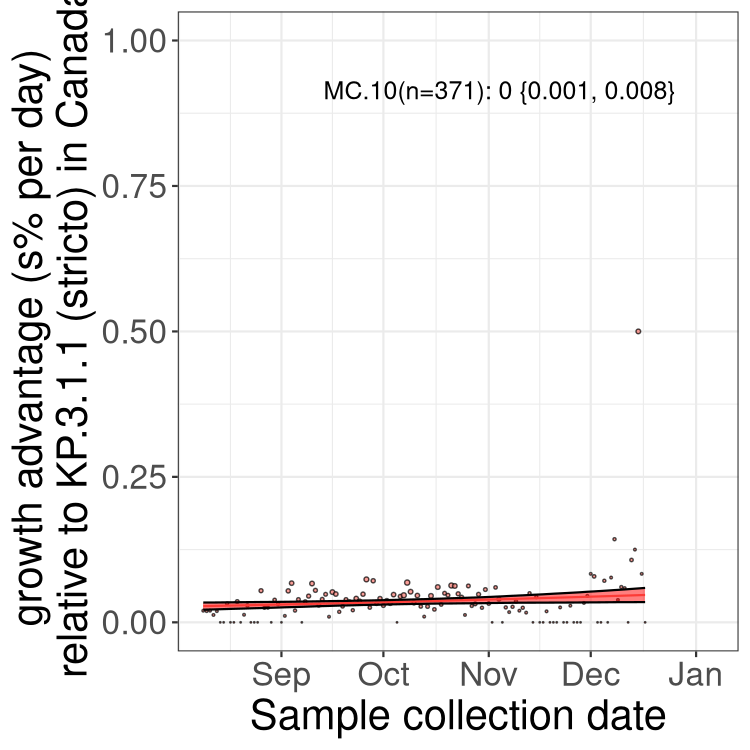 growth advantage (s% per day)
relative to KP.3.1.1 (stricto) in Canada
1.00
0.75
0.50
0.25
0.00
MC.10(n=371): 0 {0.001, 0.008}
Sep Oct Nov Dec Jan
Sample collection date